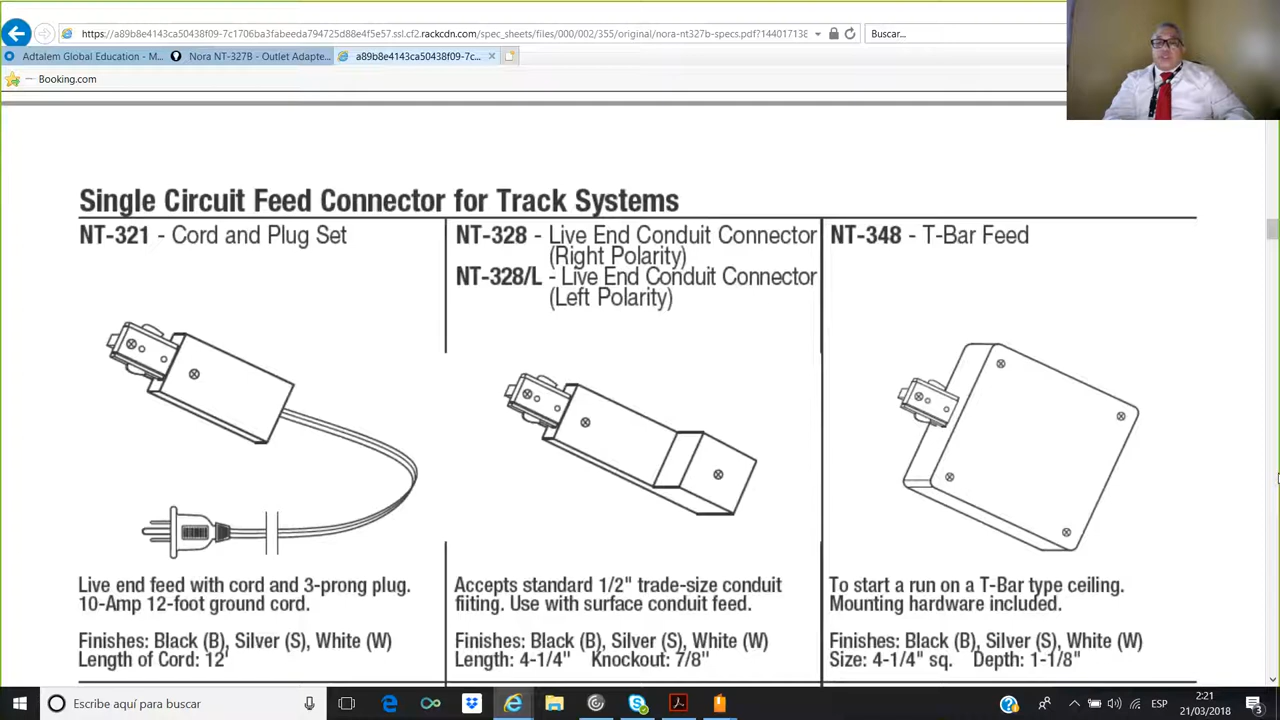 https://a89b8e4143ca50438f09-7c1706ba3fabeeda794725d88e4f5e57.ssl.cf2.rackcdn.com/spec_sheets/files/000/002/355/original/nora-nt327b-specs.pdf?1440171138
Buscar...
Adtalem Global Education - M...
Nora NT-327B - Outlet Adapte...
a89b8e4143ca50438f09-7c...
Booking.com
Single Circuit Feed Connector for Track Systems
NT-321 - Cord and Plug Set
NT-328 - Live End Conduit Connector
(Right Polarity)
NT-328/L - Live End Conduit Connector
(Left Polarity)
NT-348 - T-Bar Feed
Live end feed with cord and 3-prong plug.
10-Amp 12-foot ground cord.
Finishes: Black (B), Silver (S), White (W)
Length of Cord: 12'
Accepts standard 1/2" trade-size conduit
fiiting. Use with surface conduit feed.
Finishes: Black (B), Silver (S), White (W)
Length: 4-1/4" Knockout: 7/8"
To start a run on a T-Bar type ceiling.
Mounting hardware included.
Finishes: Black (B), Silver (S), White (W)
Size: 4-1/4" sq. Depth: 1-1/8"
Escribe aquí para buscar
ESP
2:21
21/03/2018
3